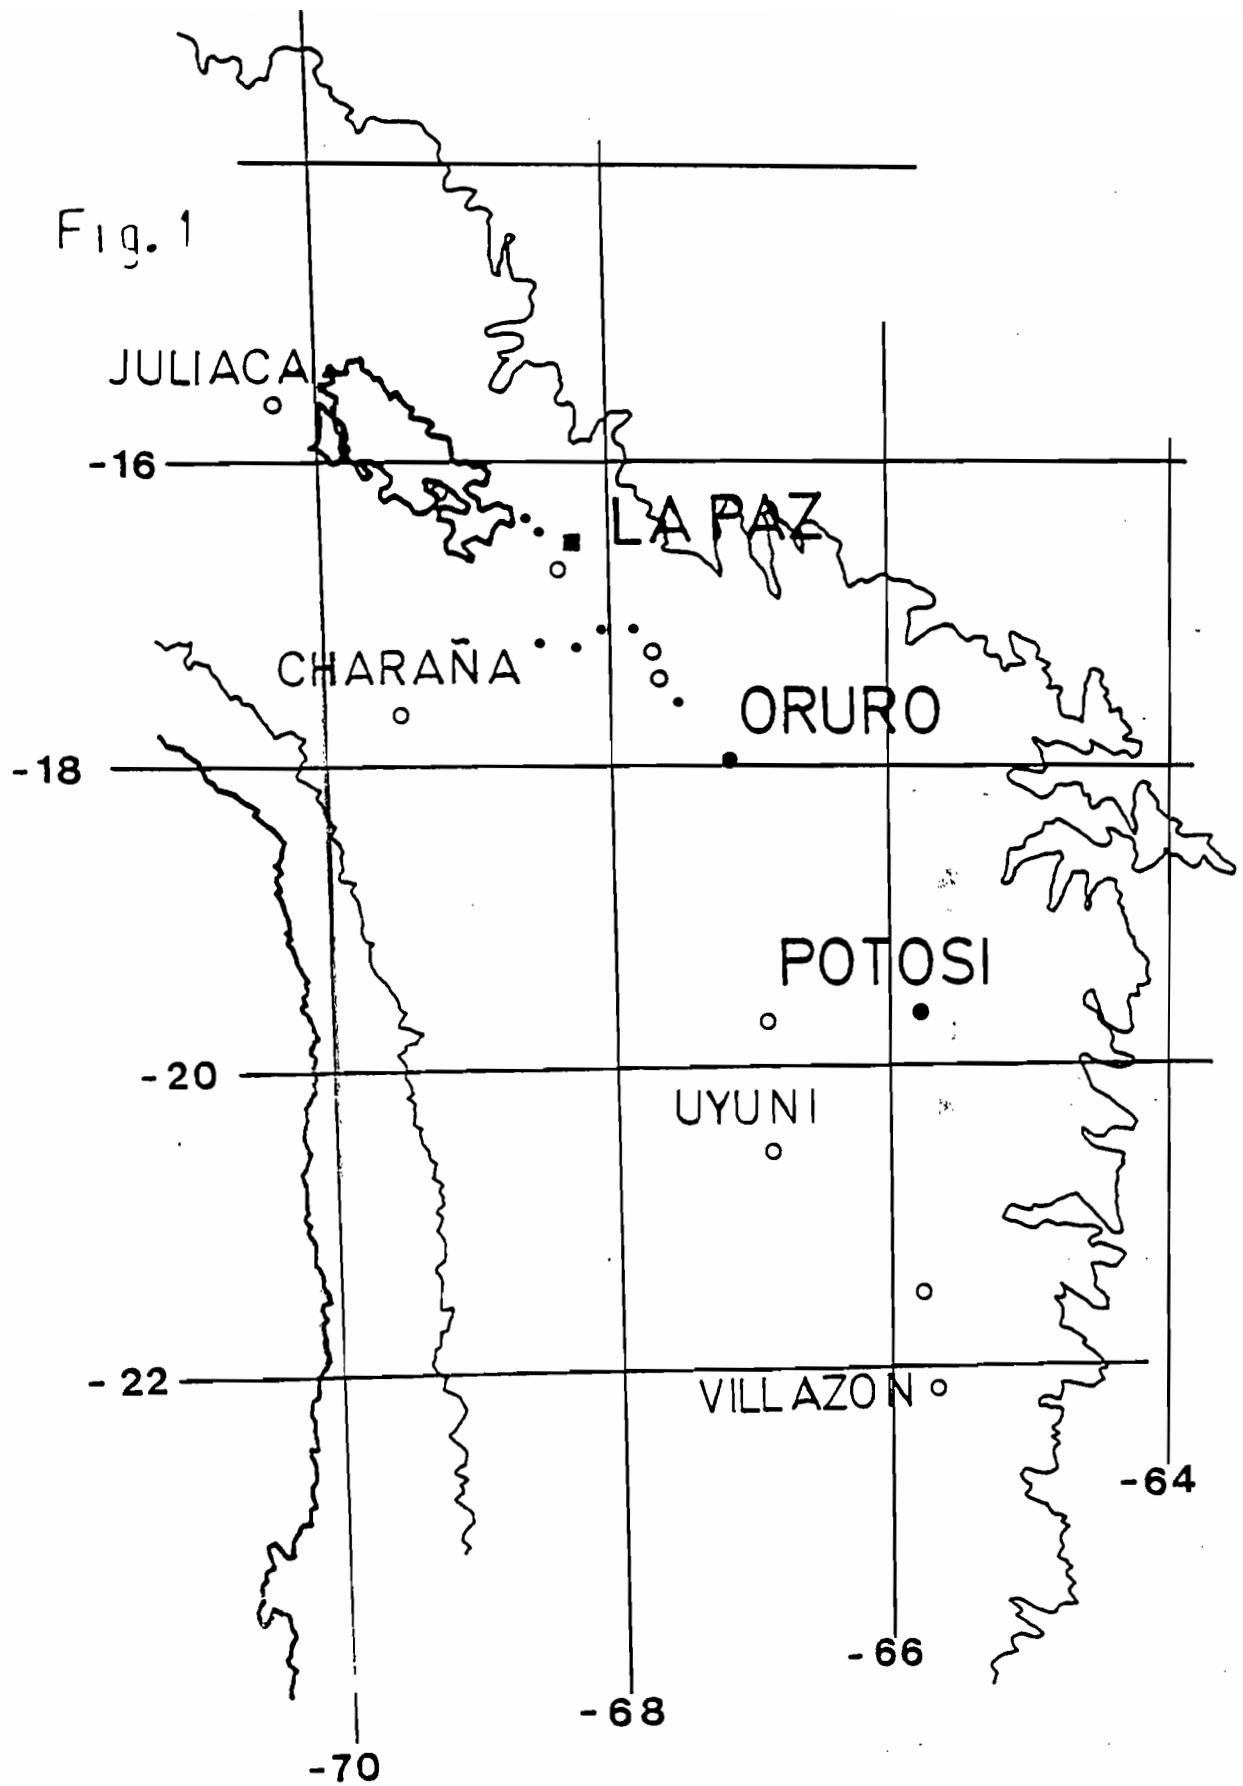 Fig. 1
JULIACA
-16
LA PAZ
CHARAÑA
ORURO
-18
POTOSI
-20
UYUNI
-22
VILLAZON
-64
-66
-68
-70